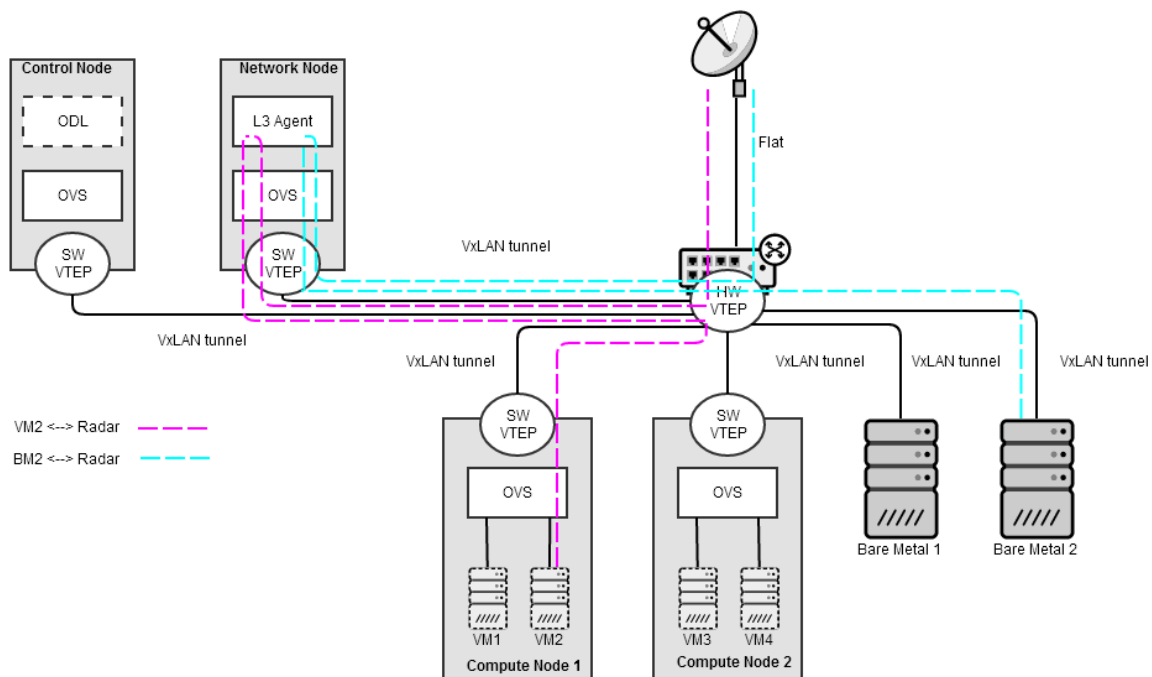 Control Node
Network Node
ODL
L3 Agent
Flat
OVS
OVS
VxLAN tunnel
SW
VTEP
SW
VTEP
HW
VTEP
VxLAN tunnel
VxLAN tunnel
VxLAN tunnel
VxLAN tunnel
VxLAN tunnel
SW
VTEP
SW
VTEP
VM2 <--> Radar
BM2 <--> Radar
OVS
OVS
Bare Metal 1
Bare Metal 2
VM1
VM2
VM3
VM4
Compute Node 1
Compute Node 2